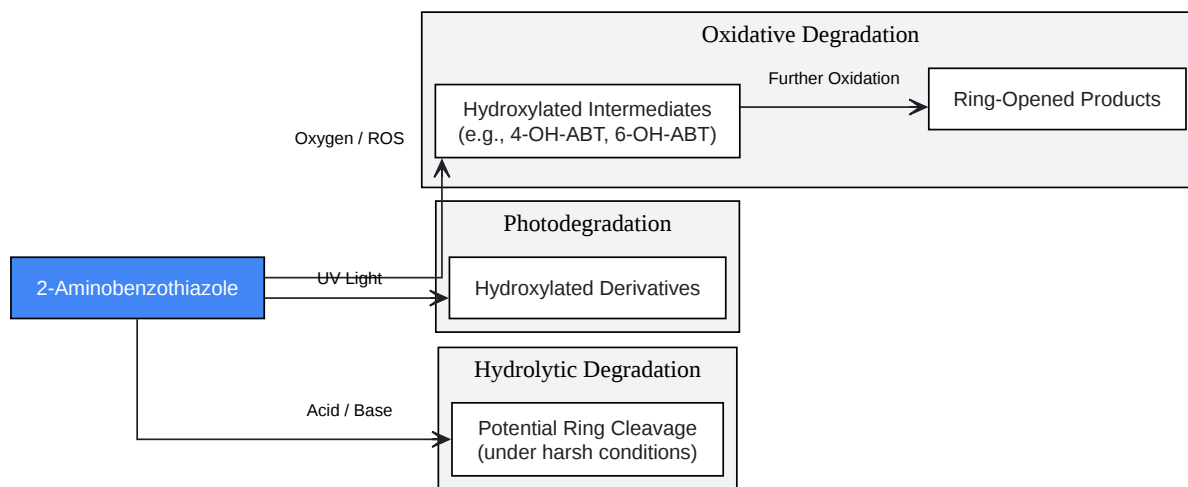 Oxidative Degradation
Further Oxidation
Hydroxylated Intermediates
(e.g., 4-OH-ABT, 6-OH-ABT)
Ring-Opened Products
Oxygen / ROS
Photodegradation
2-Aminobenzothiazole
UV Light
Hydroxylated Derivatives
Hydrolytic Degradation
Acid / Base
Potential Ring Cleavage
(under harsh conditions)